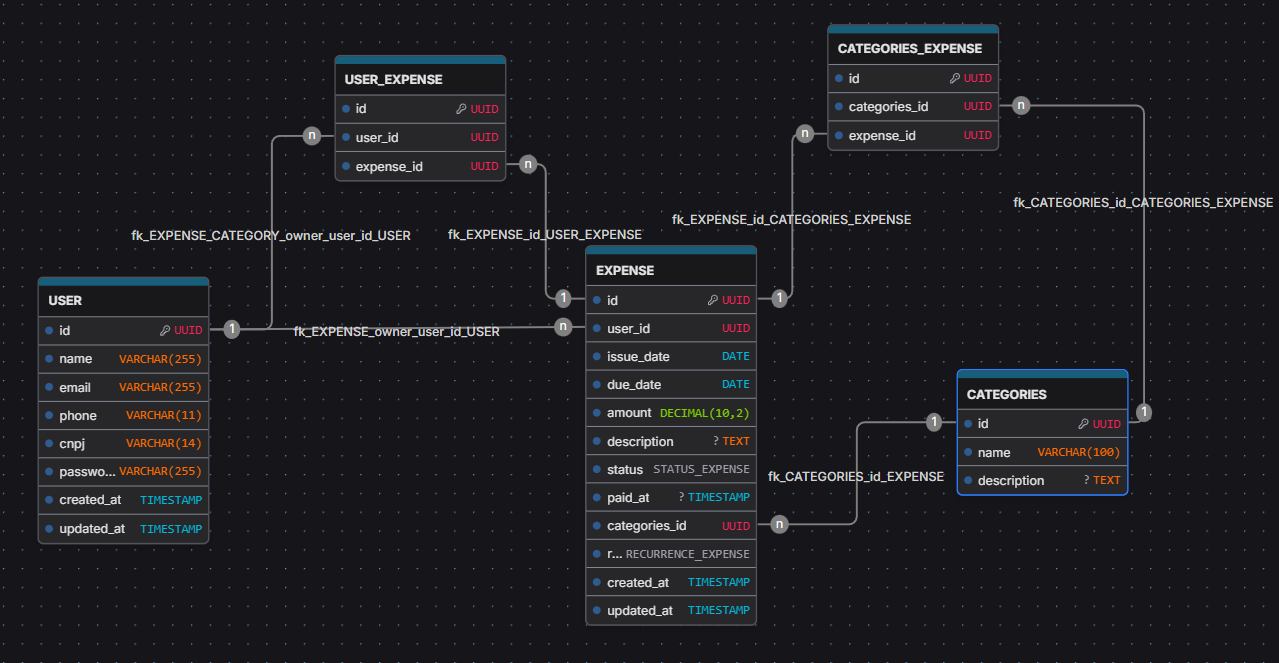 CATEGORIES_EXPENSE
id UUID
categories_id UUID
expense_id UUID
n
n
USER_EXPENSE
id UUID
user_id UUID
expense_id UUID
n
n
fk_CATEGORIES_id_CATEGORIES_EXPENSE
fk_EXPENSE_id_CATEGORIES_EXPENSE
fk_EXPENSE_CATEGORY_owner_user_id_USER
fk_EXPENSE_id_USER_EXPENSE
USER
id UUID
name VARCHAR(255)
email VARCHAR(255)
phone VARCHAR(11)
cnpj VARCHAR(14)
passwo... VARCHAR(255)
created_at TIMESTAMP
updated_at TIMESTAMP
1
fk_EXPENSE_owner_user_id_USER
1
n
EXPENSE
id UUID
user_id UUID
issue_date DATE
due_date DATE
amount DECIMAL(10,2)
description ? TEXT
status STATUS_EXPENSE
paid_at ? TIMESTAMP
categories_id UUID
r... RECURRENCE_EXPENSE
created_at TIMESTAMP
updated_at TIMESTAMP
1
n
fk_CATEGORIES_id_EXPENSE
1
CATEGORIES
id UUID
name VARCHAR(100)
description ? TEXT
1